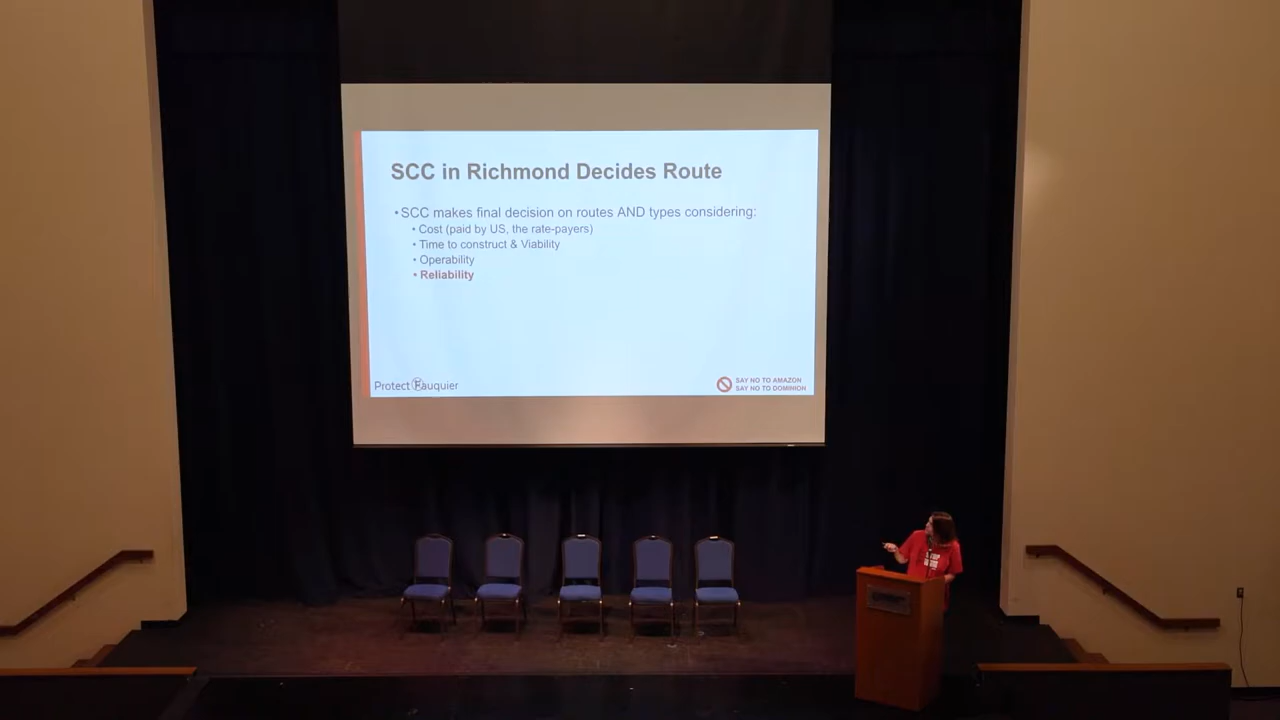 SCC in Richmond Decides Route
•SCC makes final decision on routes AND types considering:
• Cost (paid by US, the rate-payers)
• Time to construct & Viability
• Operability
• Reliability
Protect Fauquier
SAY NO TO AMAZON
SAY NO TO DOMINION